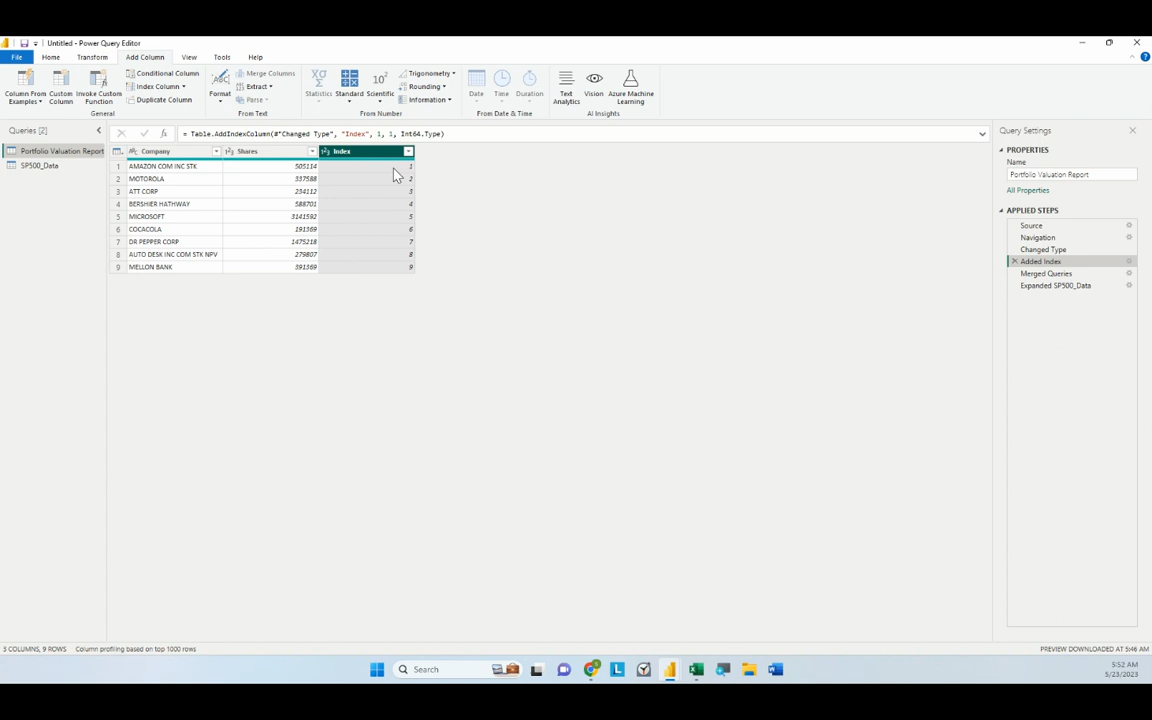 Untitled - Power Query Editor
File Home Transform Add Column View Tools Help
Column From Examples
Custom Column
Invoke Custom Function
Conditional Column
Index Column
Duplicate Column
General
Format
Merge Columns
Extract
Parse
From Text
Statistics
Standard
Scientific
Trigonometry
Rounding
Information
From Number
Date
Time
Duration
From Date & Time
Text Analytics
Vision
Azure Machine Learning
AI Insights
Queries [2]
Portfolio Valuation Report
SP500_Data
= Table.AddIndexColumn(#"Changed Type", "Index", 1, 1, Int64.Type)
Company Shares Index
1 AMAZON COM INC STK 505114 1
2 MOTOROLA 337588 2
3 ATT CORP 234112 3
4 BERSHIER HATHWAY 588701 4
5 MICROSOFT 3141592 5
6 COCACOLA 191369 6
7 DR PEPPER CORP 1475218 7
8 AUTO DESK INC COM STK NPV 279807 8
9 MELLON BANK 391369 9
Query Settings
PROPERTIES
Name
Portfolio Valuation Report
All Properties
APPLIED STEPS
Source
Navigation
Changed Type
Added Index
Merged Queries
Expanded SP500_Data
3 COLUMNS, 9 ROWS Column profiling based on top 1000 rows
PREVIEW DOWNLOADED AT 5:46 AM
Search
5:52 AM
5/23/2023